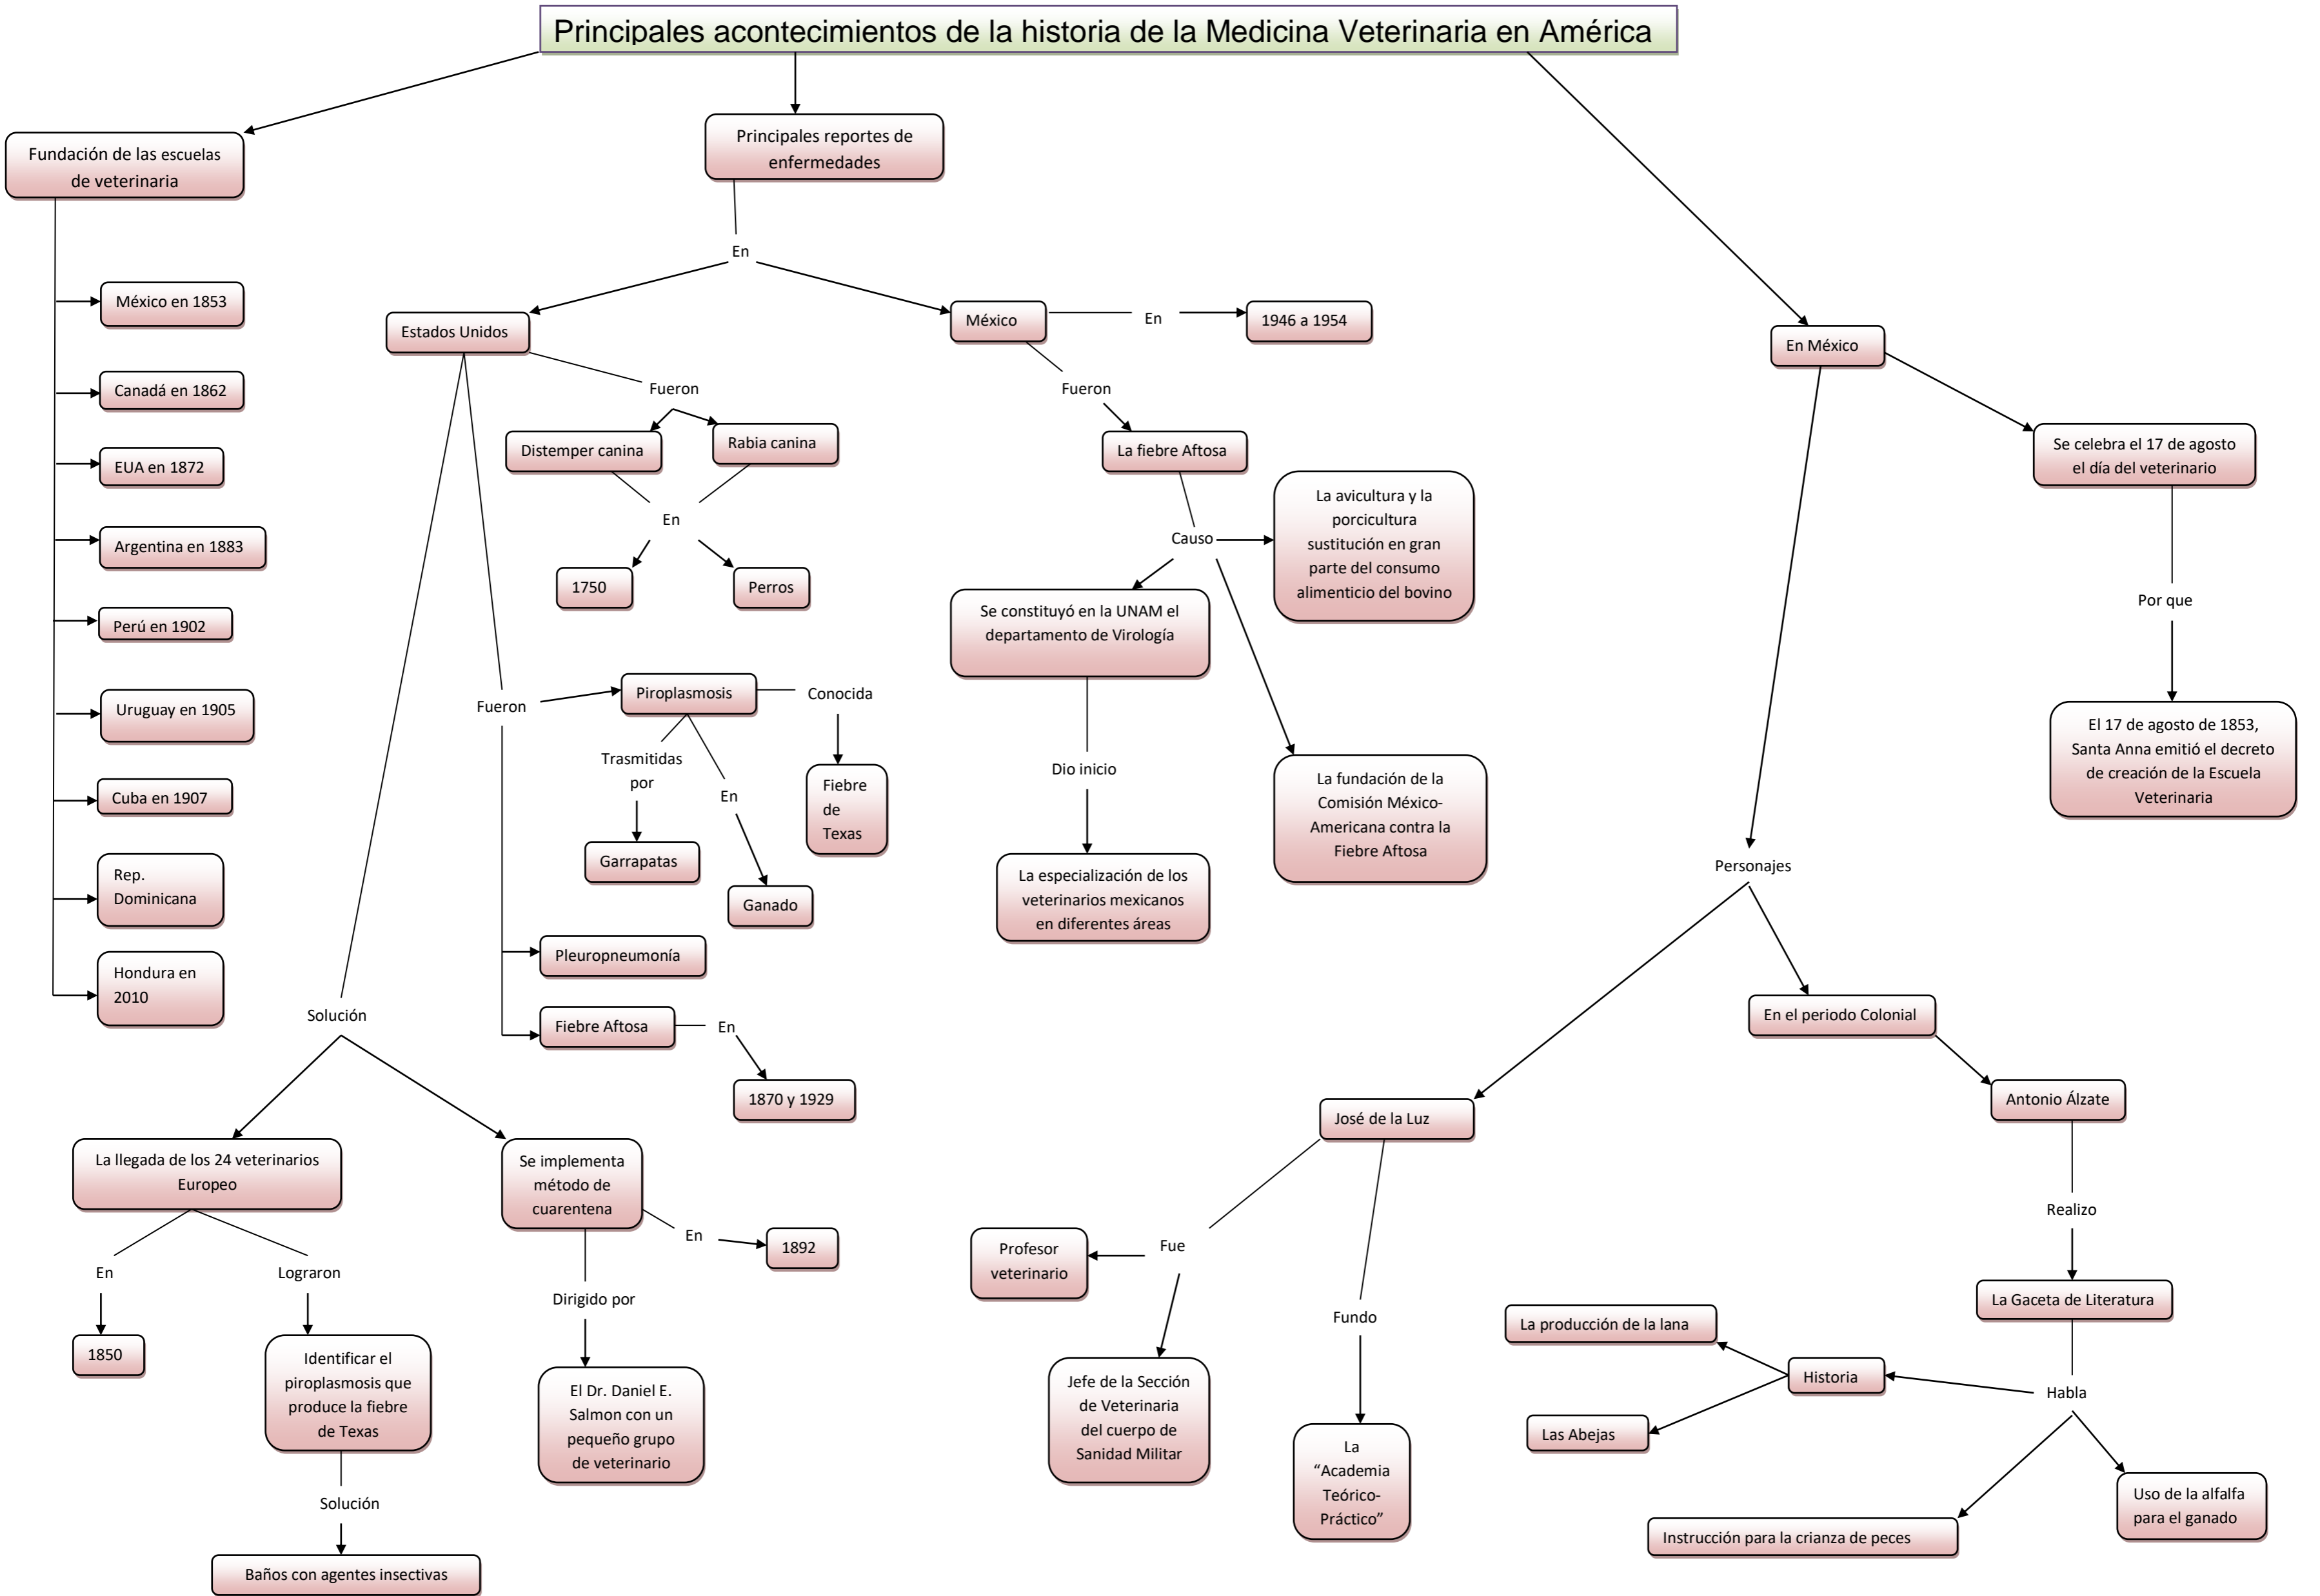 Principales acontecimientos de la historia de la Medicina Veterinaria en América
Fundación de las escuelas
de veterinaria
México en 1853
Canadá en 1862
EUA en 1872
Argentina en 1883
Perú en 1902
Uruguay en 1905
Cuba en 1907
Rep.
Dominicana
Hondura en
2010
Principales reportes de
enfermedades
En
Estados Unidos
Fueron
Distemper canina
Rabia canina
En
1750
Perros
Fueron
Piroplasmosis
Conocida
Fiebre
de
Texas
Trasmitidas
por
Garrapatas
En
Ganado
Pleuropneumonía
Fiebre Aftosa
En
1870 y 1929
Solución
La llegada de los 24 veterinarios
Europeo
En
1850
Lograron
Identificar el
piroplasmosis que
produce la fiebre
de Texas
Solución
Baños con agentes insectivas
Se implementa
método de
cuarentena
En
1892
Dirigido por
El Dr. Daniel E.
Salmon con un
pequeño grupo
de veterinario
México
En
1946 a 1954
Fueron
La fiebre Aftosa
Causo
La avicultura y la
porcicultura
sustitución en gran
parte del consumo
alimenticio del bovino
Se constituyó en la UNAM el
departamento de Virología
Dio inicio
La especialización de los
veterinarios mexicanos
en diferentes áreas
La fundación de la
Comisión México-
Americana contra la
Fiebre Aftosa
En México
Se celebra el 17 de agosto
el día del veterinario
Por que
El 17 de agosto de 1853,
Santa Anna emitió el decreto
de creación de la Escuela
Veterinaria
Personajes
José de la Luz
Fue
Profesor
veterinario
Jefe de la Sección
de Veterinaria
del cuerpo de
Sanidad Militar
Fundo
La
“Academia
Teórico-
Práctico”
En el periodo Colonial
Antonio Álzate
Realizo
La Gaceta de Literatura
Habla
Historia
La producción de la lana
Las Abejas
Instrucción para la crianza de peces
Uso de la alfalfa
para el ganado